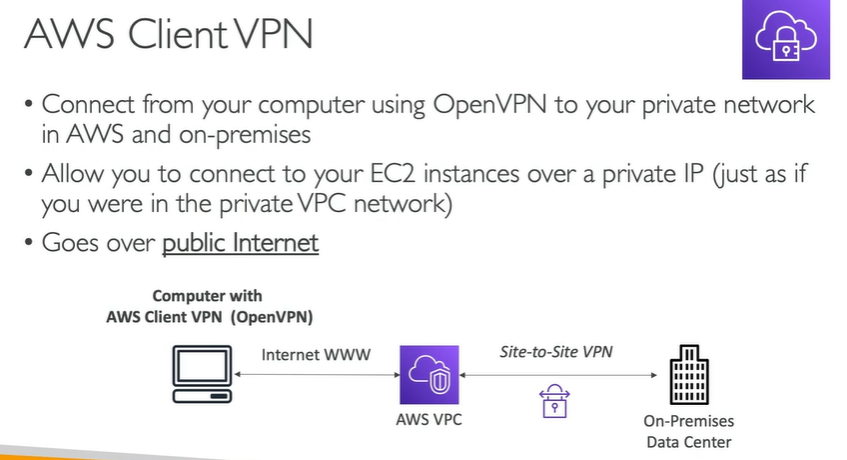 AWS Client VPN
• Connect from your computer using OpenVPN to your private network
in AWS and on-premises
• Allow you to connect to your EC2 instances over a private IP (just as if
you were in the private VPC network)
• Goes over public Internet
Computer with
AWS Client VPN (OpenVPN)
Internet WWW
Site-to-Site VPN
AWS VPC
On-Premises
Data Center